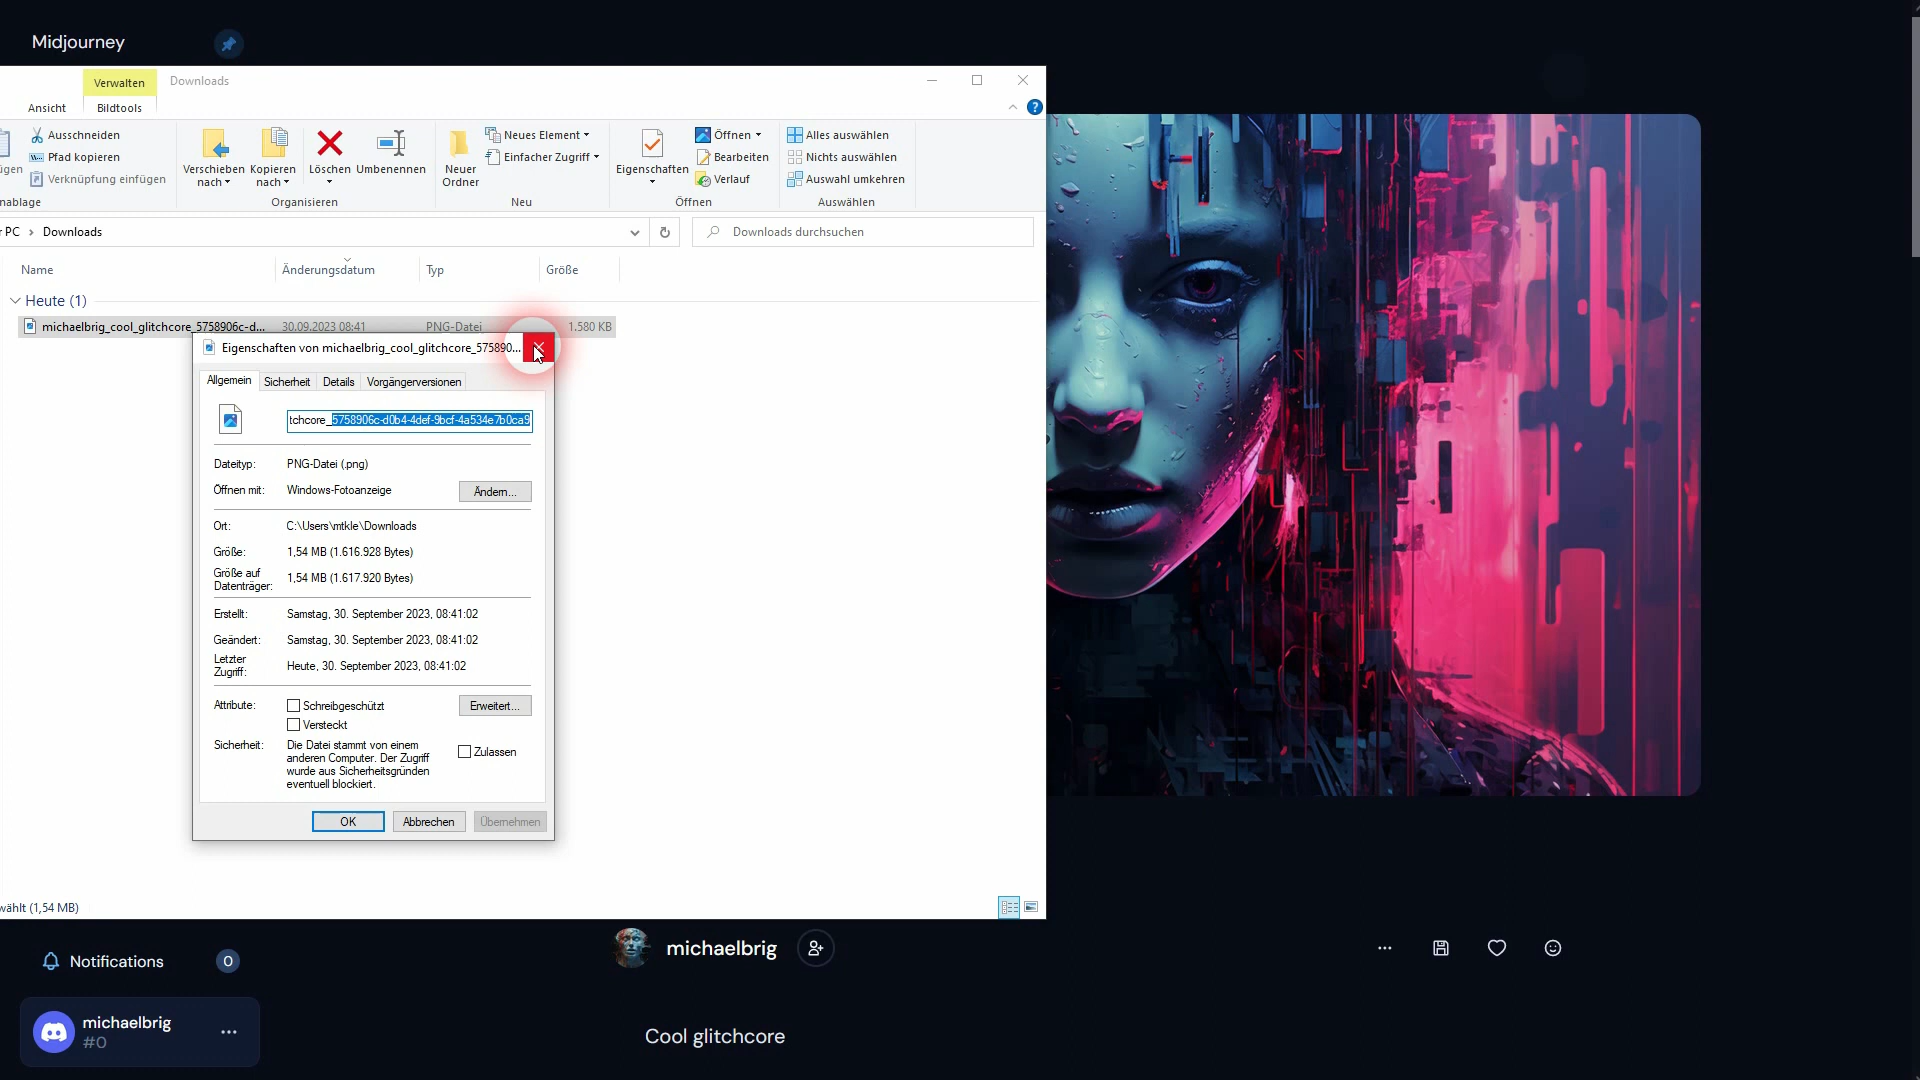 Midjourney
Verwalten
Downloads
Ansicht
Bildtools
?
Ausschneiden
Pfad kopieren
Verknüpfung einfügen
Verschieben nach
Kopieren nach
Löschen
Umbenennen
Neuer Ordner
Neues Element
Einfacher Zugriff
Eigenschaften
Öffnen
Bearbeiten
Verlauf
Alles auswählen
Nichts auswählen
Auswahl umkehren
nablage
Organisieren
Neu
Öffnen
Auswählen
r PC > Downloads
Downloads durchsuchen
Name
Änderungsdatum
Typ
Größe
Heute (1)
michaelbrig_cool_glitchcore_5758906c-d...
30.09.2023 08:41
PNG-Datei
1.580 KB
Eigenschaften von michaelbrig_cool_glitchcore_575890...
Allgemein
Sicherheit
Details
Vorgängerversionen
tchcore_5758906c-d0b4-4def-9bcf-4a534e7b0ca9
Dateityp: PNG-Datei (.png)
Öffnen mit: Windows-Fotoanzeige
Ändern...
Ort: C:\Users\mtkle\Downloads
Größe: 1,54 MB (1.616.928 Bytes)
Größe auf Datenträger: 1,54 MB (1.617.920 Bytes)
Erstellt: Samstag, 30. September 2023, 08:41:02
Geändert: Samstag, 30. September 2023, 08:41:02
Letzter Zugriff: Heute, 30. September 2023, 08:41:02
Attribute: Schreibgeschützt
Erweitert...
Versteckt
Sicherheit: Die Datei stammt von einem
anderen Computer. Der Zugriff
wurde aus Sicherheitsgründen
eventuell blockiert.
Zulassen
OK
Abbrechen
Übernehmen
wählt (1,54 MB)
Notifications
0
michaelbrig
#0
michaelbrig
Cool glitchcore